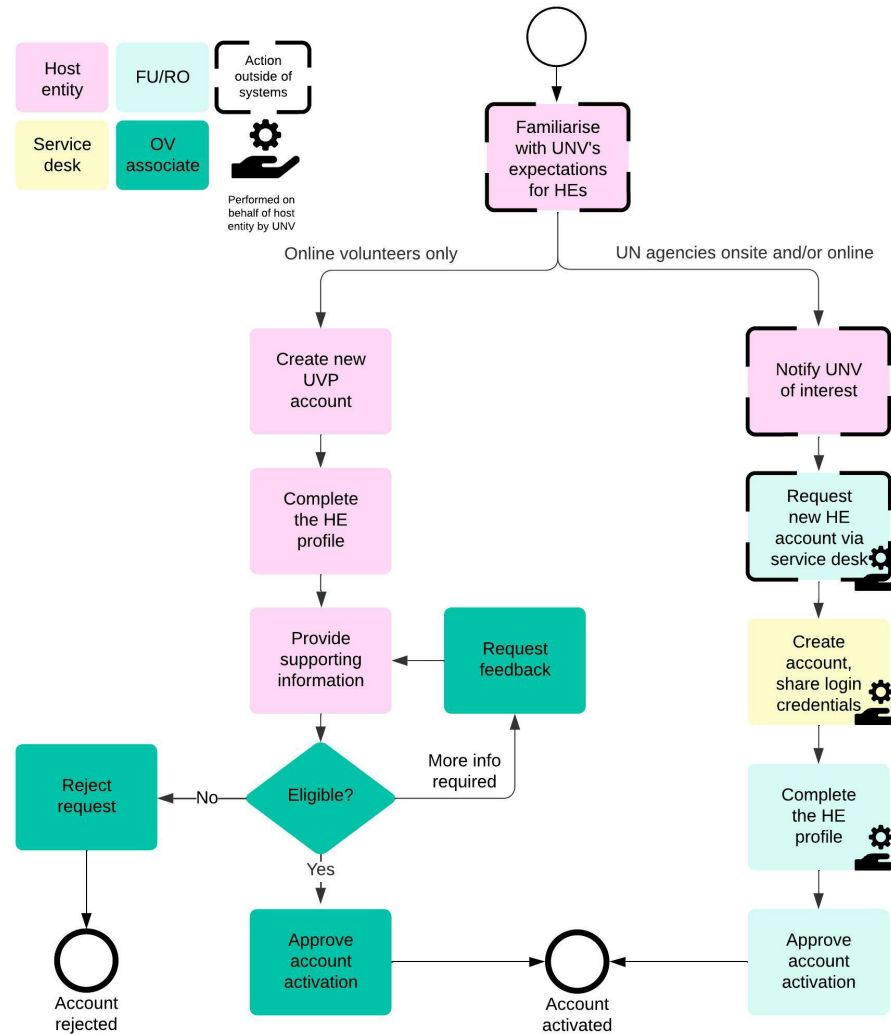 Host
entity
FU/RO
Action
outside of
systems
Service
desk
OV
associate
Performed on
behalf of host
entity by UNV
Familiarise
with UNV's
expectations
for HEs
Online volunteers only
UN agencies onsite and/or online
Create new
UVP
account
Notify UNV
of interest
Complete
the HE
profile
Request
new HE
account via
service desk
Provide
supporting
information
Request
feedback
Create
account,
share login
credentials
Reject
request
No
Eligible?
More info
required
Complete
the HE
profile
Yes
Approve
account
activation
Approve
account
activation
Account
rejected
Account
activated